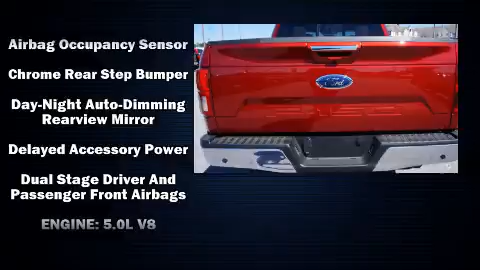 Airbag Occupancy Sensor
Chrome Rear Step Bumper
Day-Night Auto-Dimming
Rearview Mirror
Delayed Accessory Power
Dual Stage Driver And
Passenger Front Airbags
ENGINE: 5.0L V8
Ford